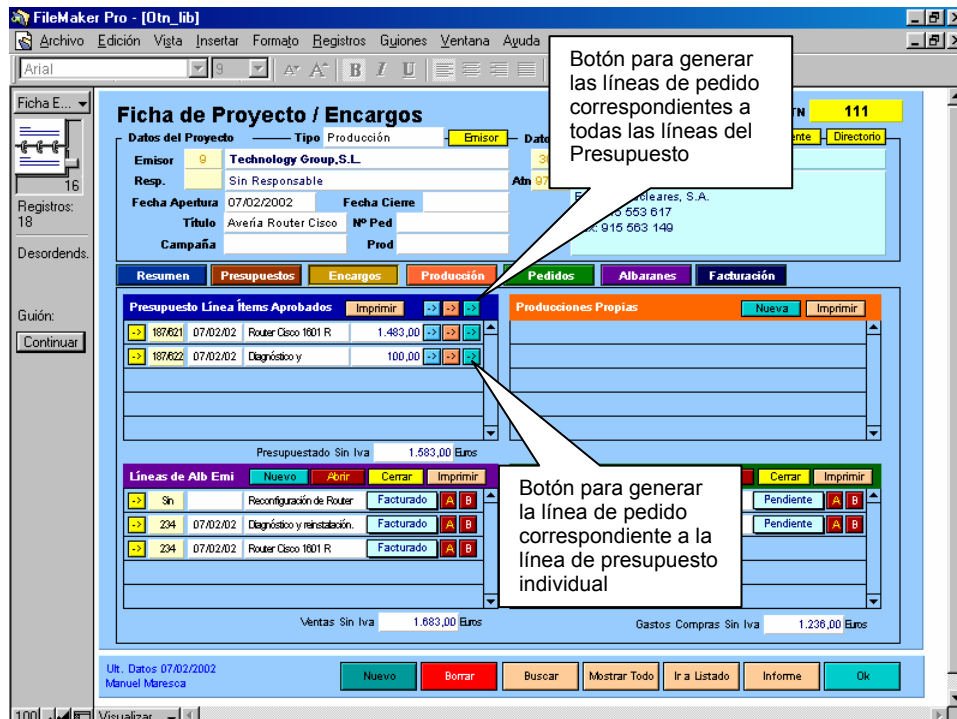 FileMaker Pro - [Otn_lib]
Archivo Edición Vista Insertar Formato Registros Guiones Ventana Ayuda
Arial 9 B I U
Ficha E...
16
Registros:
18
Desordends.
Guión:
Continuar
Botón para generar
las líneas de pedido
correspondientes a
todas las líneas del
Presupuesto
Ficha de Proyecto / Encargos
111
Datos del Proyecto Tipo Producción Emisor
Directorio
Emisor 9 Technology Group,S.L.
Resp. Sin Responsable
Atn
Fecha Apertura 07/02/2002 Fecha Cierre
Título Avería Router Cisco Nº Ped
Campaña Prod
553 617
915 563 149
Resumen Presupuestos Encargos Producción Pedidos Albaranes Facturación
Presupuesto Línea Ítems Aprobados Imprimir -> -> ->
-> 187/621 07/02/02 Router Cisco 1601 R 1.483,00 -> -> ->
-> 187/622 07/02/02 Diagnóstico y 100,00 -> -> ->
Presupuestado Sin Iva 1.583,00 Euros
Producciones Propias Nueva Imprimir
Líneas de Alb Emi Nuevo Abrir Cerrar Imprimir
-> Sin Reconfiguración de Router Facturado A B
-> 234 07/02/02 Diagnóstico y reinstalación. Facturado A B
-> 234 07/02/02 Router Cisco 1601 R Facturado A B
Ventas Sin Iva 1.683,00 Euros
Botón para generar
la línea de pedido
correspondiente a la
línea de presupuesto
individual
Cerrar Imprimir
Pendiente A B
Pendiente A B
Gastos Compras Sin Iva 1.236,00 Euros
Ult. Datos 07/02/2002
Manuel Maresca
Nuevo Borrar Buscar Mostrar Todo Ir a Listado Informe Ok
100 Visualizar